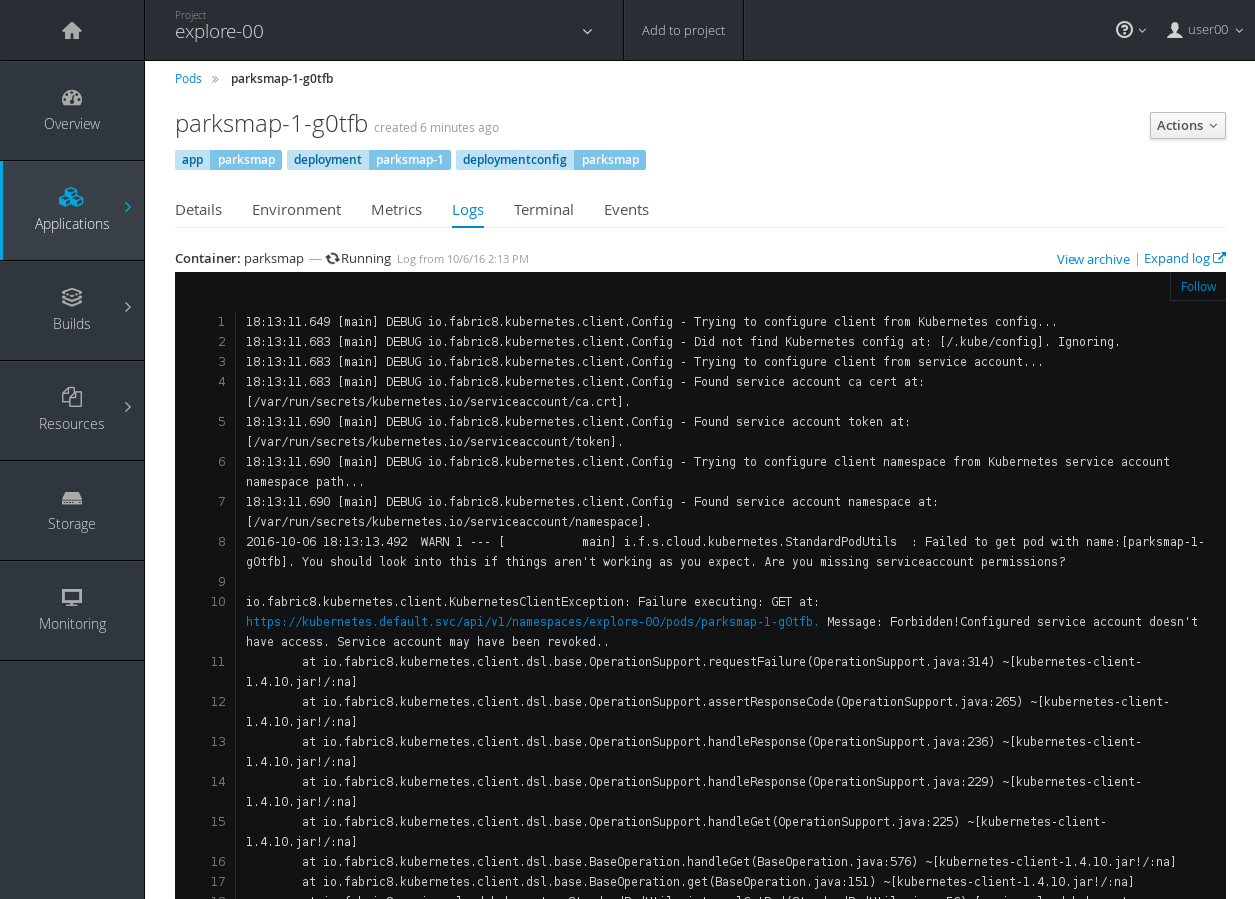 Project
explore-00
Add to project
user00
Overview
Applications
Builds
Resources
Storage
Monitoring
Pods » parksmap-1-g0tfb
parksmap-1-g0tfb created 6 minutes ago
Actions
app parksmap deployment parksmap-1 deploymentconfig parksmap
Details Environment Metrics Logs Terminal Events
Container: parksmap — Running Log from 10/6/16 2:13 PM
View archive | Expand log
Follow
1 18:13:11.649 [main] DEBUG io.fabric8.kubernetes.client.Config - Trying to configure client from Kubernetes config...
2 18:13:11.683 [main] DEBUG io.fabric8.kubernetes.client.Config - Did not find Kubernetes config at: [/.kube/config]. Ignoring.
3 18:13:11.683 [main] DEBUG io.fabric8.kubernetes.client.Config - Trying to configure client from service account...
4 18:13:11.683 [main] DEBUG io.fabric8.kubernetes.client.Config - Found service account ca cert at:
[/var/run/secrets/kubernetes.io/serviceaccount/ca.crt].
5 18:13:11.690 [main] DEBUG io.fabric8.kubernetes.client.Config - Found service account token at:
[/var/run/secrets/kubernetes.io/serviceaccount/token].
6 18:13:11.690 [main] DEBUG io.fabric8.kubernetes.client.Config - Trying to configure client namespace from Kubernetes service account
namespace path...
7 18:13:11.690 [main] DEBUG io.fabric8.kubernetes.client.Config - Found service account namespace at:
[/var/run/secrets/kubernetes.io/serviceaccount/namespace].
8 2016-10-06 18:13:13.492  WARN 1 --- [           main] i.f.s.cloud.kubernetes.StandardPodUtils  : Failed to get pod with name:[parksmap-1-
g0tfb]. You should look into this if things aren't working as you expect. Are you missing serviceaccount permissions?
9
10 io.fabric8.kubernetes.client.KubernetesClientException: Failure executing: GET at:
https://kubernetes.default.svc/api/v1/namespaces/explore-00/pods/parksmap-1-g0tfb. Message: Forbidden!Configured service account doesn't
have access. Service account may have been revoked..
11 at io.fabric8.kubernetes.client.dsl.base.OperationSupport.requestFailure(OperationSupport.java:314) ~[kubernetes-client-
1.4.10.jar!/:na]
12 at io.fabric8.kubernetes.client.dsl.base.OperationSupport.assertResponseCode(OperationSupport.java:265) ~[kubernetes-client-
1.4.10.jar!/:na]
13 at io.fabric8.kubernetes.client.dsl.base.OperationSupport.handleResponse(OperationSupport.java:236) ~[kubernetes-client-
1.4.10.jar!/:na]
14 at io.fabric8.kubernetes.client.dsl.base.OperationSupport.handleResponse(OperationSupport.java:229) ~[kubernetes-client-
1.4.10.jar!/:na]
15 at io.fabric8.kubernetes.client.dsl.base.OperationSupport.handleGet(OperationSupport.java:225) ~[kubernetes-client-
1.4.10.jar!/:na]
16 at io.fabric8.kubernetes.client.dsl.base.BaseOperation.handleGet(BaseOperation.java:576) ~[kubernetes-client-1.4.10.jar!/:na]
17 at io.fabric8.kubernetes.client.dsl.base.BaseOperation.get(BaseOperation.java:151) ~[kubernetes-client-1.4.10.jar!/:na]